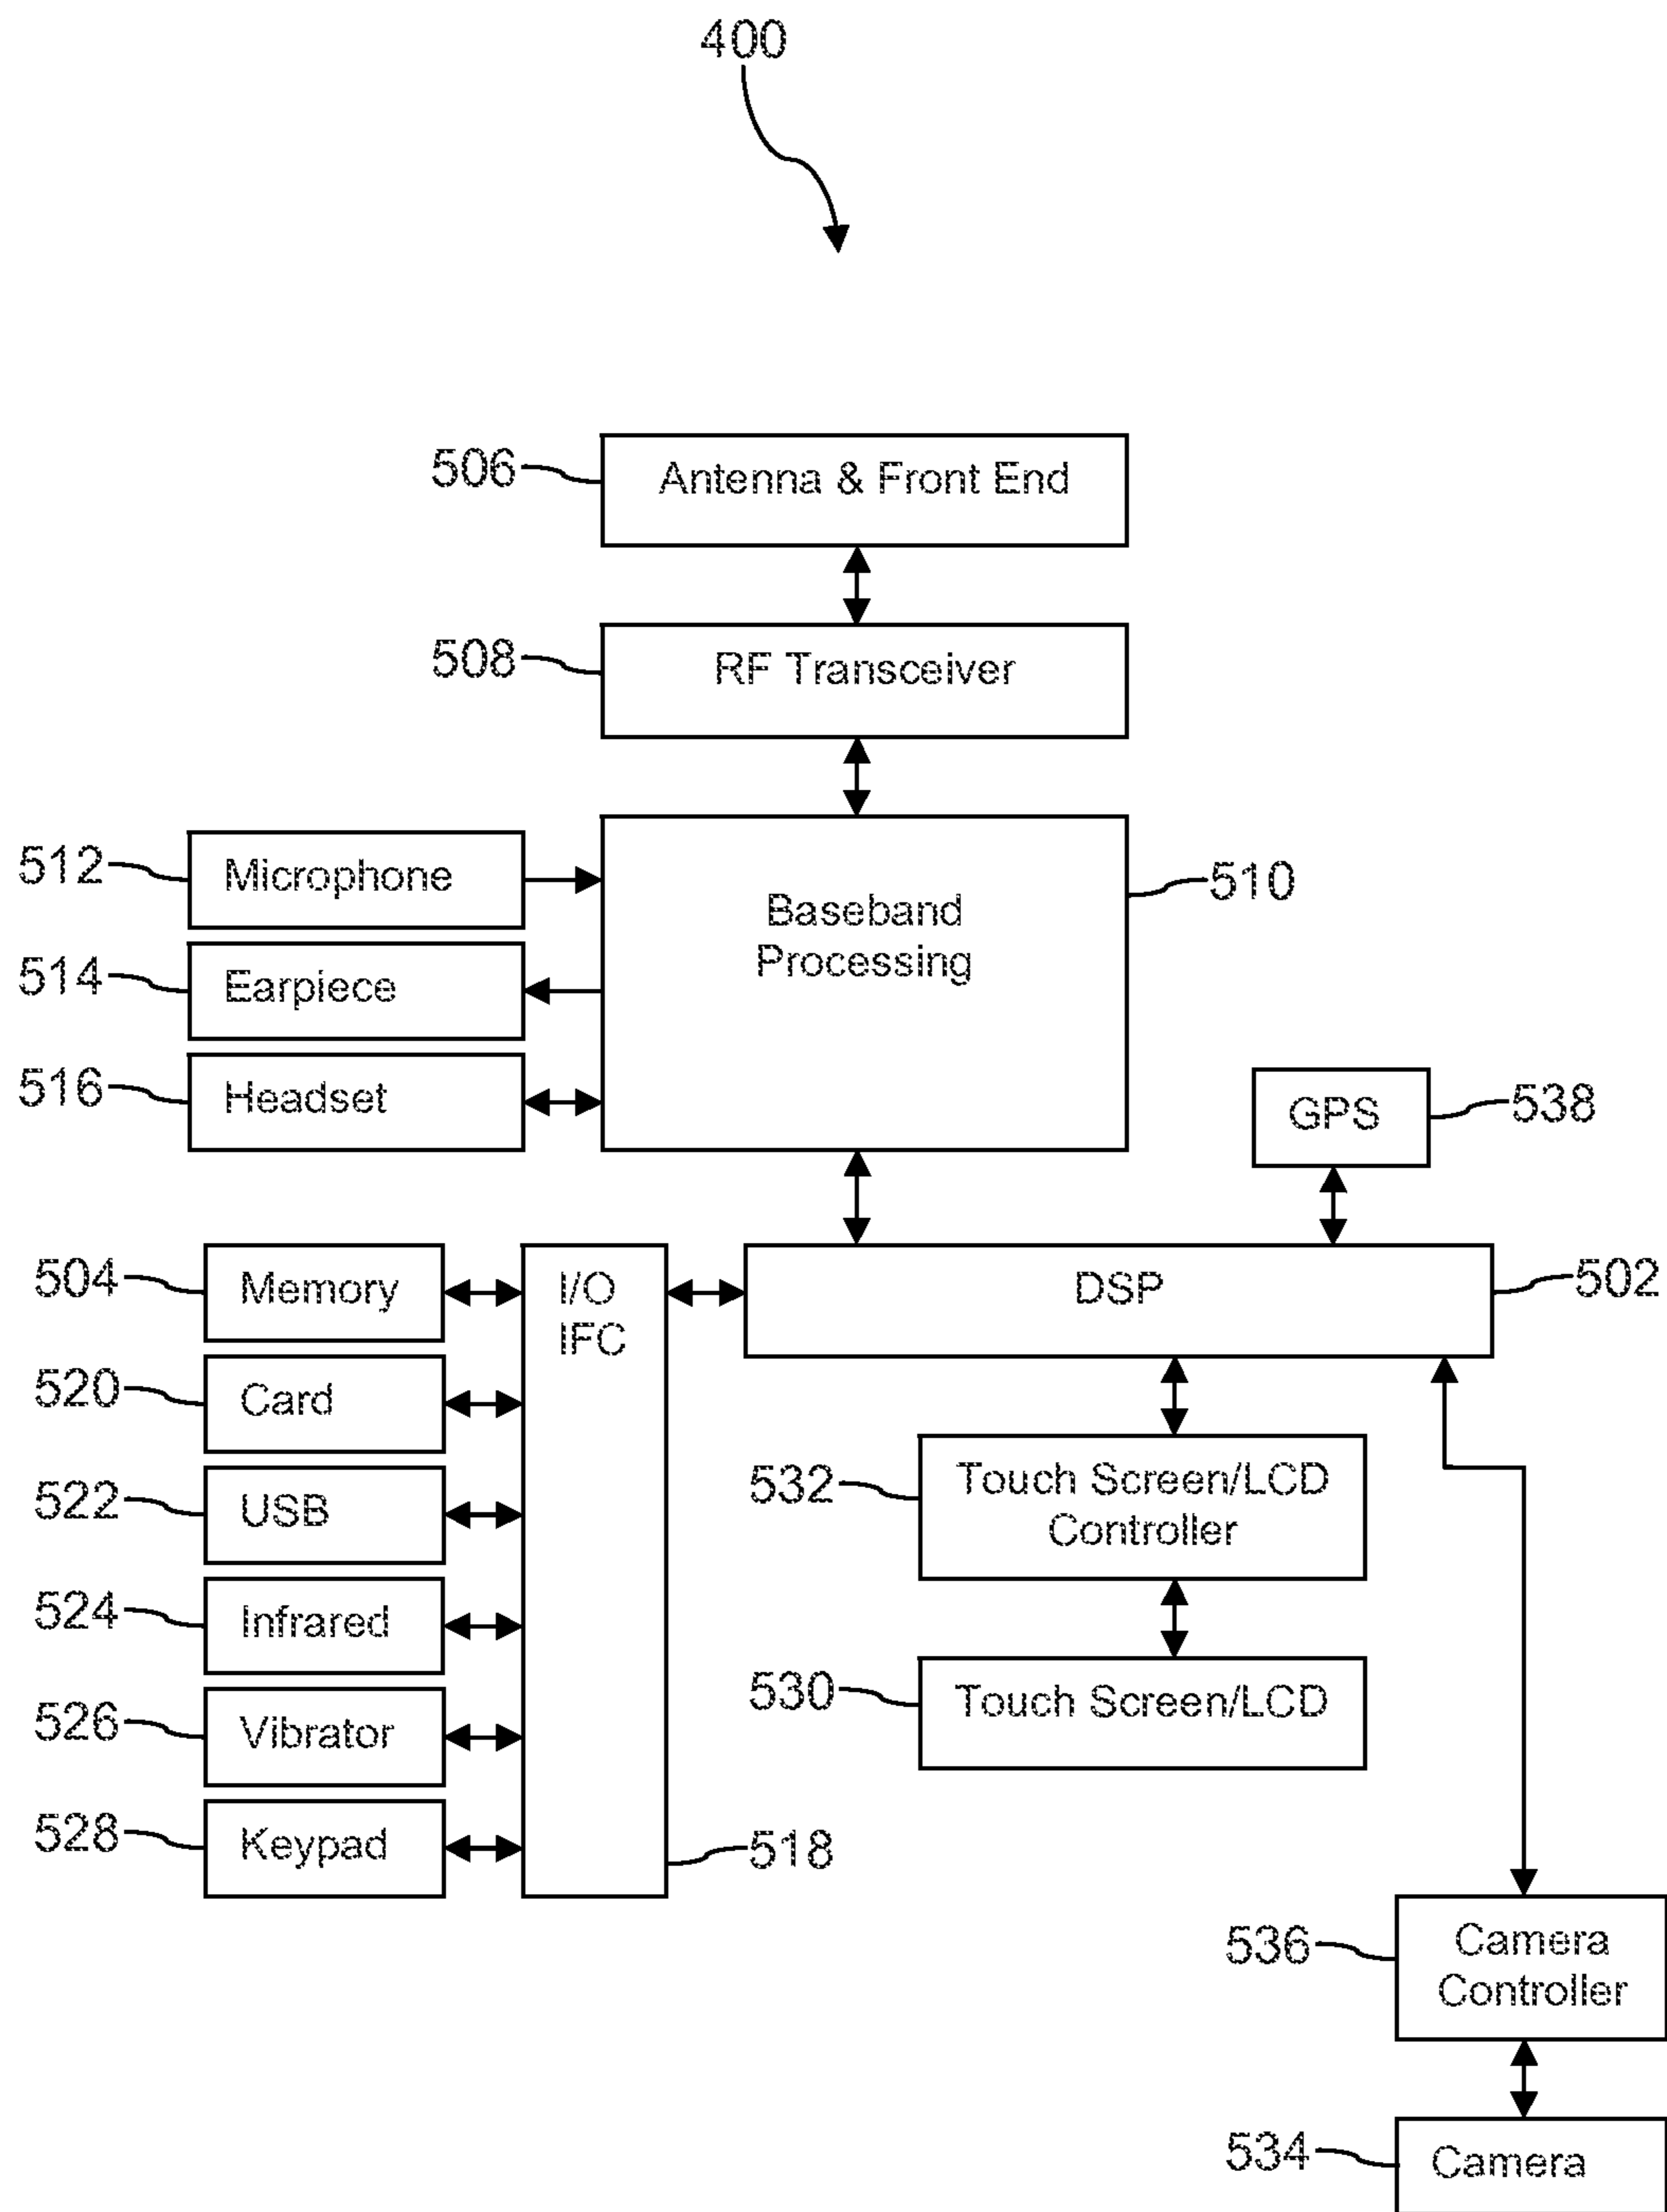 400
506
Antenna & Front End
508
RF Transceiver
512
Microphone
510
Baseband
Processing
514
Earpiece
516
Headset
GPS
538
504
Memory
I/O
IFC
DSP
502
520
Card
532
Touch Screen/LCD
Controller
522
USB
524
Infrared
530
Touch Screen/LCD
526
Vibrator
528
Keypad
518
536
Camera
Controller
534
Camera